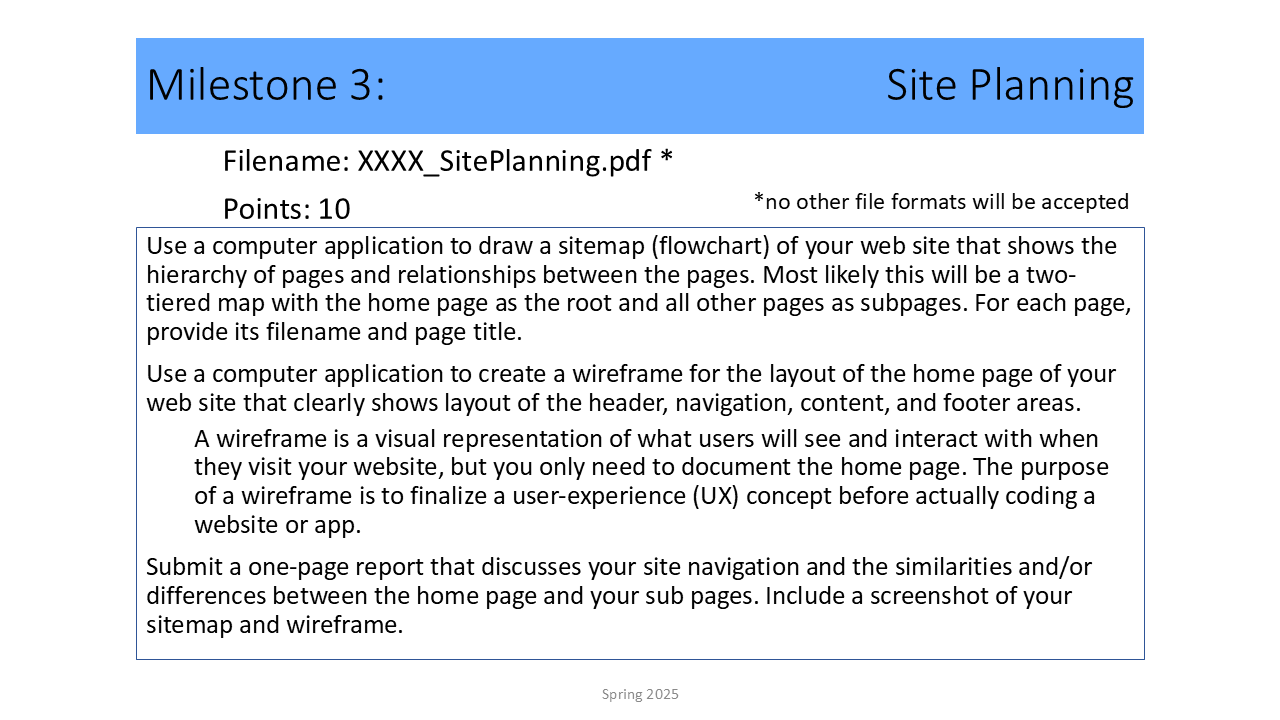 Milestone 3: Site Planning
Filename: XXXX_SitePlanning.pdf *
Points: 10
*no other file formats will be accepted
Use a computer application to draw a sitemap (flowchart) of your web site that shows the
hierarchy of pages and relationships between the pages. Most likely this will be a two-
tiered map with the home page as the root and all other pages as subpages. For each page,
provide its filename and page title.
Use a computer application to create a wireframe for the layout of the home page of your
web site that clearly shows layout of the header, navigation, content, and footer areas.
A wireframe is a visual representation of what users will see and interact with when
they visit your website, but you only need to document the home page. The purpose
of a wireframe is to finalize a user-experience (UX) concept before actually coding a
website or app.
Submit a one-page report that discusses your site navigation and the similarities and/or
differences between the home page and your sub pages. Include a screenshot of your
sitemap and wireframe.
Spring 2025